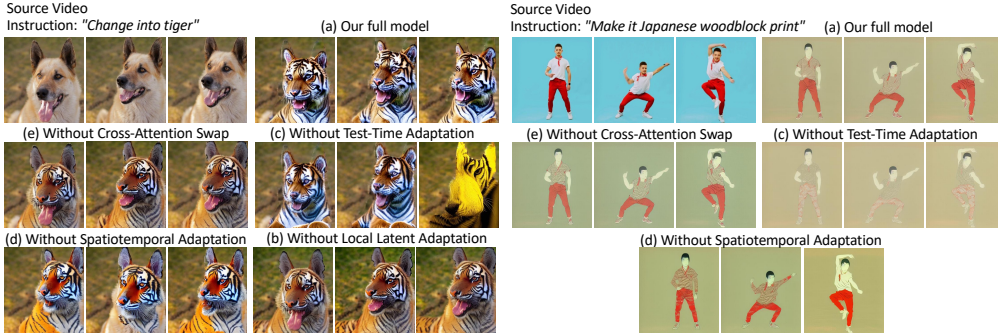 Source Video
Instruction: "Change into tiger"
(a) Our full model
(e) Without Cross-Attention Swap
(c) Without Test-Time Adaptation
(d) Without Spatiotemporal Adaptation
(b) Without Local Latent Adaptation
Source Video
Instruction: "Make it Japanese woodblock print"
(a) Our full model
(e) Without Cross-Attention Swap
(c) Without Test-Time Adaptation
(d) Without Spatiotemporal Adaptation